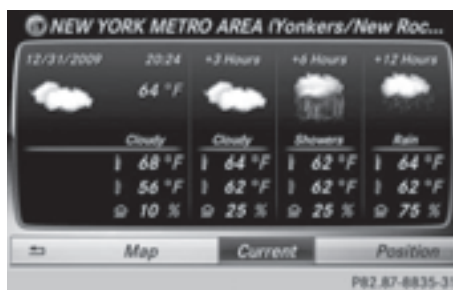 NEW YORK METRO AREA (Yonkers/New Roc...
12/31/2009 20:24 +3 Hours +6 Hours +12 Hours
64 °F
Cloudy Cloudy Showers Rain
68 °F 64 °F 62 °F 64 °F
56 °F 62 °F 62 °F 62 °F
10 % 25 % 25 % 75 %
Map Current Position
P82.87-8835-31